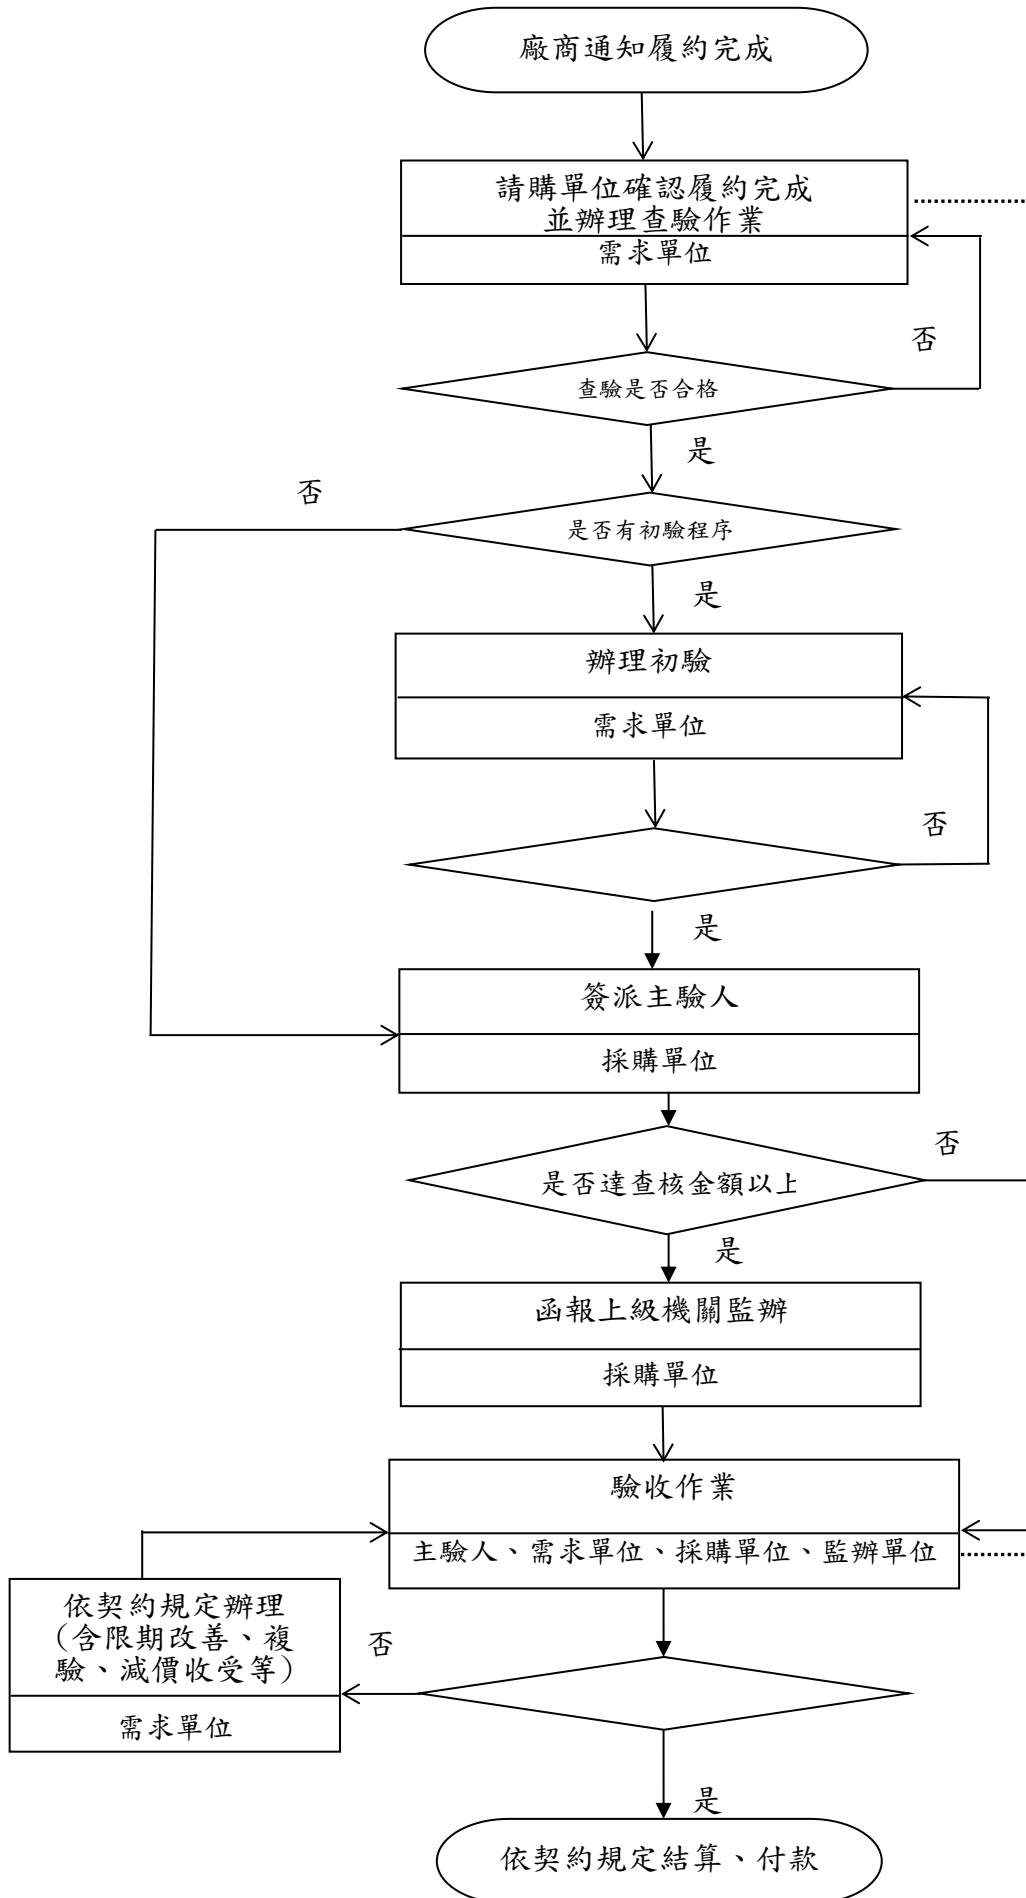 廠商通知履約完成
請購單位確認履約完成
並辦理查驗作業
需求單位
否
查驗是否合格
是
否
是否有初驗程序
是
辦理初驗
需求單位
否
是
簽派主驗人
採購單位
否
是否達查核金額以上
是
函報上級機關監辦
採購單位
驗收作業
主驗人、需求單位、採購單位、監辦單位
依契約規定辦理
(含限期改善、複
驗、減價收受等)
需求單位
否
是
依契約規定結算、付款